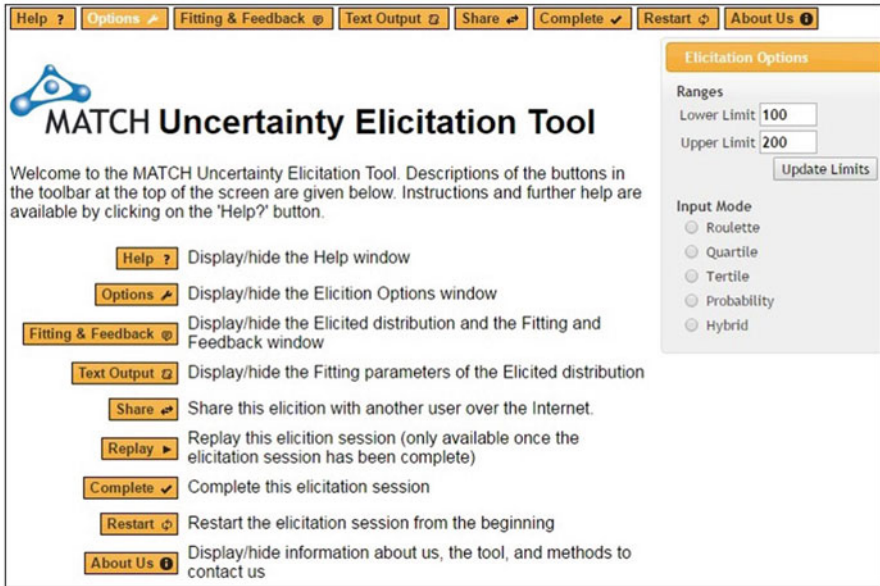 Help ? Options Fitting & Feedback Text Output Share Complete Restart About Us
MATCH Uncertainty Elicitation Tool
Welcome to the MATCH Uncertainty Elicitation Tool. Descriptions of the buttons in
the toolbar at the top of the screen are given below. Instructions and further help are
available by clicking on the 'Help?' button.
Help ? Display/hide the Help window
Options Display/hide the Elicition Options window
Fitting & Feedback Display/hide the Elicited distribution and the Fitting and
Feedback window
Text Output Display/hide the Fitting parameters of the Elicited distribution
Share Share this elicition with another user over the Internet.
Replay Replay this elicition session (only available once the
elicitation session has been complete)
Complete Complete this elicitation session
Restart Restart the elicitation session from the beginning
About Us Display/hide information about us, the tool, and methods to
contact us
Elicitation Options
Ranges
Lower Limit 100
Upper Limit 200
Update Limits
Input Mode
Roulette
Quartile
Tertile
Probability
Hybrid